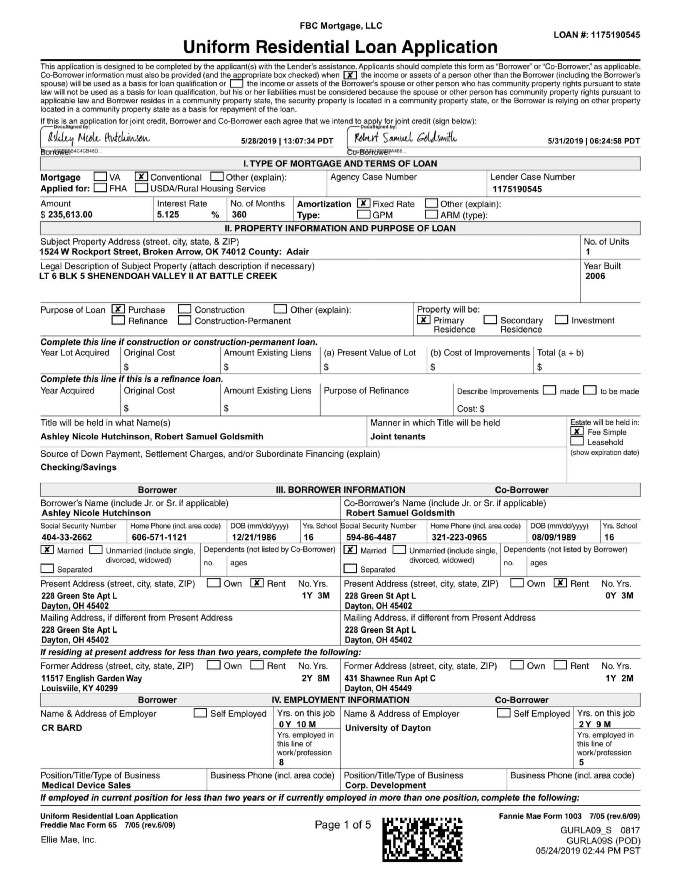 FBC Mortgage, LLC
LOAN #: 1175190545
Uniform Residential Loan Application
This application is designed to be completed by the applicant(s) with the Lender's assistance. Applicants should complete this form as "Borrower" or "Co-Borrower," as applicable.
Co-Borrower information must also be provided (and the appropriate box checked) when ☒ the income or assets of a person other than the Borrower (including the Borrower's
spouse) will be used as a basis for loan qualification or ☐ the income or assets of the Borrower's spouse or other person who has community property rights pursuant to state
law will not be used as a basis for loan qualification, but his or her liabilities must be considered because the spouse or other person has community property rights pursuant to
applicable law and Borrower resides in a community property state, the security property is located in a community property state, or the Borrower is relying on other property
located in a community property state as a basis for repayment of the loan.
If this is an application for joint credit, Borrower and Co-Borrower each agree that we intend to apply for joint credit (sign below):
DocuSigned by: DocuSigned by:
Ashley Nicole Hutchinson 5/28/2019 | 13:07:34 PDT Robert Samuel Goldsmith 5/31/2019 | 06:24:58 PDT
Borrower Co-Borrower
I. TYPE OF MORTGAGE AND TERMS OF LOAN
Mortgage ☐ VA ☒ Conventional ☐ Other (explain): Agency Case Number Lender Case Number
Applied for: ☐ FHA ☐ USDA/Rural Housing Service 1175190545
Amount Interest Rate No. of Months Amortization ☒ Fixed Rate ☐ Other (explain):
$ 235,613.00 5.125 % 360 Type: ☐ GPM ☐ ARM (type):
II. PROPERTY INFORMATION AND PURPOSE OF LOAN
Subject Property Address (street, city, state, & ZIP) No. of Units
1524 W Rockport Street, Broken Arrow, OK 74012 County: Adair 1
Legal Description of Subject Property (attach description if necessary) Year Built
LT 6 BLK 5 SHENENDOAH VALLEY II AT BATTLE CREEK 2006
Purpose of Loan ☒ Purchase ☐ Construction ☐ Other (explain): Property will be:
☐ Refinance ☐ Construction-Permanent ☒ Primary Residence ☐ Secondary Residence ☐ Investment
Complete this line if construction or construction-permanent loan.
Year Lot Acquired Original Cost Amount Existing Liens (a) Present Value of Lot (b) Cost of Improvements Total (a + b)
$ $ $ $ $
Complete this line if this is a refinance loan.
Year Acquired Original Cost Amount Existing Liens Purpose of Refinance Describe Improvements ☐ made ☐ to be made
$ $ Cost: $
Title will be held in what Name(s) Manner in which Title will be held Estate will be held in:
Ashley Nicole Hutchinson, Robert Samuel Goldsmith Joint tenants ☒ Fee Simple
☐ Leasehold
Source of Down Payment, Settlement Charges, and/or Subordinate Financing (explain) (show expiration date)
Checking/Savings
Borrower III. BORROWER INFORMATION Co-Borrower
Borrower's Name (include Jr. or Sr. if applicable) Co-Borrower's Name (include Jr. or Sr. if applicable)
Ashley Nicole Hutchinson Robert Samuel Goldsmith
Social Security Number Home Phone (incl. area code) DOB (mm/dd/yyyy) Yrs. School Social Security Number Home Phone (incl. area code) DOB (mm/dd/yyyy) Yrs. School
404-33-2662 606-571-1121 12/21/1986 16 594-86-4487 321-223-0965 08/09/1989 16
☒ Married ☐ Unmarried (include single, Dependents (not listed by Co-Borrower) ☒ Married ☐ Unmarried (include single, Dependents (not listed by Borrower)
divorced, widowed) no. ages divorced, widowed) no. ages
☐ Separated ☐ Separated
Present Address (street, city, state, ZIP) ☐ Own ☒ Rent No. Yrs. Present Address (street, city, state, ZIP) ☐ Own ☒ Rent No. Yrs.
228 Green Ste Apt L 1Y 3M 228 Green St Apt L 0Y 3M
Dayton, OH 45402 Dayton, OH 45402
Mailing Address, if different from Present Address Mailing Address, if different from Present Address
228 Green Ste Apt L 228 Green St Apt L
Dayton, OH 45402 Dayton, OH 45402
If residing at present address for less than two years, complete the following:
Former Address (street, city, state, ZIP) ☐ Own ☐ Rent No. Yrs. Former Address (street, city, state, ZIP) ☐ Own ☐ Rent No. Yrs.
11517 English Garden Way 2Y 8M 431 Shawnee Run Apt C 1Y 2M
Louisville, KY 40299 Dayton, OH 45449
Borrower IV. EMPLOYMENT INFORMATION Co-Borrower
Name & Address of Employer ☐ Self Employed Yrs. on this job Name & Address of Employer ☐ Self Employed Yrs. on this job
CR BARD 0Y 10M University of Dayton 2Y 9M
Yrs. employed in this line of work/profession Yrs. employed in this line of work/profession
8 5
Position/Title/Type of Business Business Phone (incl. area code) Position/Title/Type of Business Business Phone (incl. area code)
Medical Device Sales Corp. Development
If employed in current position for less than two years or if currently employed in more than one position, complete the following:
Uniform Residential Loan Application Fannie Mae Form 1003 7/05 (rev.6/09)
Freddie Mac Form 65 7/05 (rev.6/09) Page 1 of 5 GURLA09_S 0817
Ellie Mae, Inc. GURLA09S (POD)
05/24/2019 02:44 PM PST